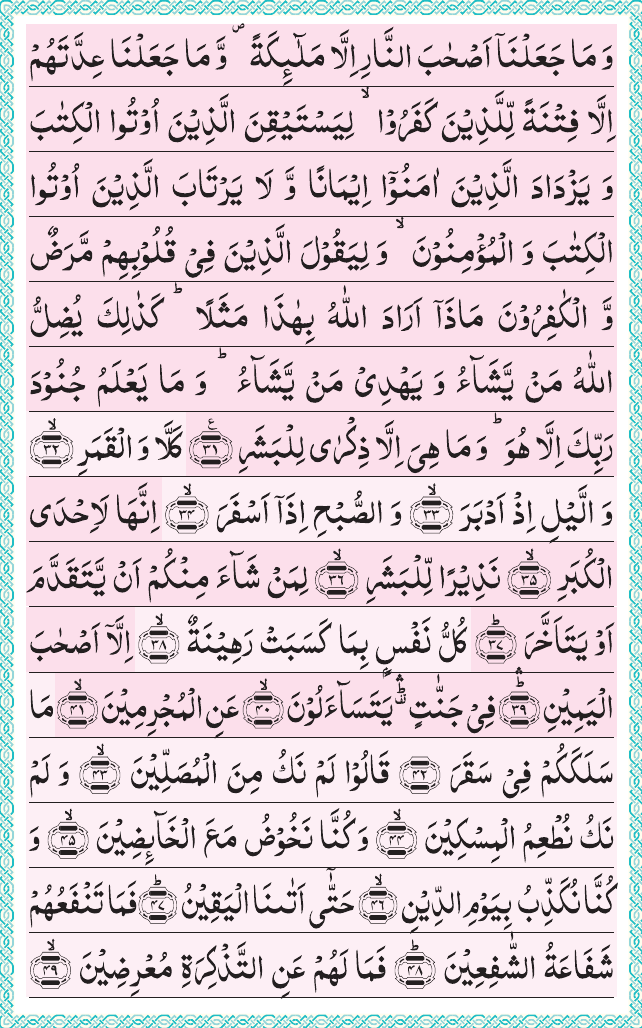 وَ مَا جَعَلْنَاۤ اَصْحٰبَ النَّارِ اِلَّا مَلٰٓىِٕكَةً ۪ وَّ مَا جَعَلْنَا عِدَّتَهُمْ
اِلَّا فِتْنَةً لِّلَّذِیْنَ كَفَرُوْا ۙ لِیَسْتَیْقِنَ الَّذِیْنَ اُوْتُوا الْكِتٰبَ
وَ یَزْدَادَ الَّذِیْنَ اٰمَنُوْۤا اِیْمَانًا وَّ لَا یَرْتَابَ الَّذِیْنَ اُوْتُوا
الْكِتٰبَ وَ الْمُؤْمِنُوْنَ ۙ وَ لِیَقُوْلَ الَّذِیْنَ فِیْ قُلُوْبِهِمْ مَّرَضٌ
وَّ الْكٰفِرُوْنَ مَاذَاۤ اَرَادَ اللّٰهُ بِهٰذَا مَثَلًا ؕ كَذٰلِكَ یُضِلُّ
اللّٰهُ مَنْ یَّشَآءُ وَ یَهْدِیْ مَنْ یَّشَآءُ ؕ وَ مَا یَعْلَمُ جُنُوْدَ
رَبِّكَ اِلَّا هُوَ ؕ وَ مَا هِیَ اِلَّا ذِكْرٰی لِلْبَشَرِ ﴿۳۱﴾ۧ كَلَّا وَ الْقَمَرِ ﴿۳۲﴾ۙ
وَ الَّیْلِ اِذْ اَدْبَرَ ﴿۳۳﴾ۙ وَ الصُّبْحِ اِذَاۤ اَسْفَرَ ﴿۳۴﴾ۙ اِنَّهَا لَاِحْدَی
الْكُبَرِ ﴿۳۵﴾ۙ نَذِیْرًا لِّلْبَشَرِ ﴿۳۶﴾ۙ لِمَنْ شَآءَ مِنْكُمْ اَنْ یَّتَقَدَّمَ
اَوْ یَتَاَخَّرَ ﴿۳۷﴾ؕ كُلُّ نَفْسٍۭ بِمَا كَسَبَتْ رَهِیْنَةٌ ﴿۳۸﴾ۙ اِلَّاۤ اَصْحٰبَ
الْیَمِیْنِ ﴿۳۹﴾ؕۛ فِیْ جَنّٰتٍ ؕۛ یَتَسَآءَلُوْنَ ﴿۴۰﴾ۙ عَنِ الْمُجْرِمِیْنَ ﴿۴۱﴾ۙ مَا
سَلَكَكُمْ فِیْ سَقَرَ ﴿۴۲﴾ قَالُوْا لَمْ نَكُ مِنَ الْمُصَلِّیْنَ ﴿۴۳﴾ۙ وَ لَمْ
نَكُ نُطْعِمُ الْمِسْكِیْنَ ﴿۴۴﴾ۙ وَ كُنَّا نَخُوْضُ مَعَ الْخَآىِٕضِیْنَ ﴿۴۵﴾ۙ وَ
كُنَّا نُكَذِّبُ بِیَوْمِ الدِّیْنِ ﴿۴۶﴾ۙ حَتّٰۤی اَتٰىنَا الْیَقِیْنُ ﴿۴۷﴾ؕ فَمَا تَنْفَعُهُمْ
شَفَاعَةُ الشّٰفِعِیْنَ ﴿۴۸﴾ؕ فَمَا لَهُمْ عَنِ التَّذْكِرَةِ مُعْرِضِیْنَ ﴿۴۹﴾ۙ